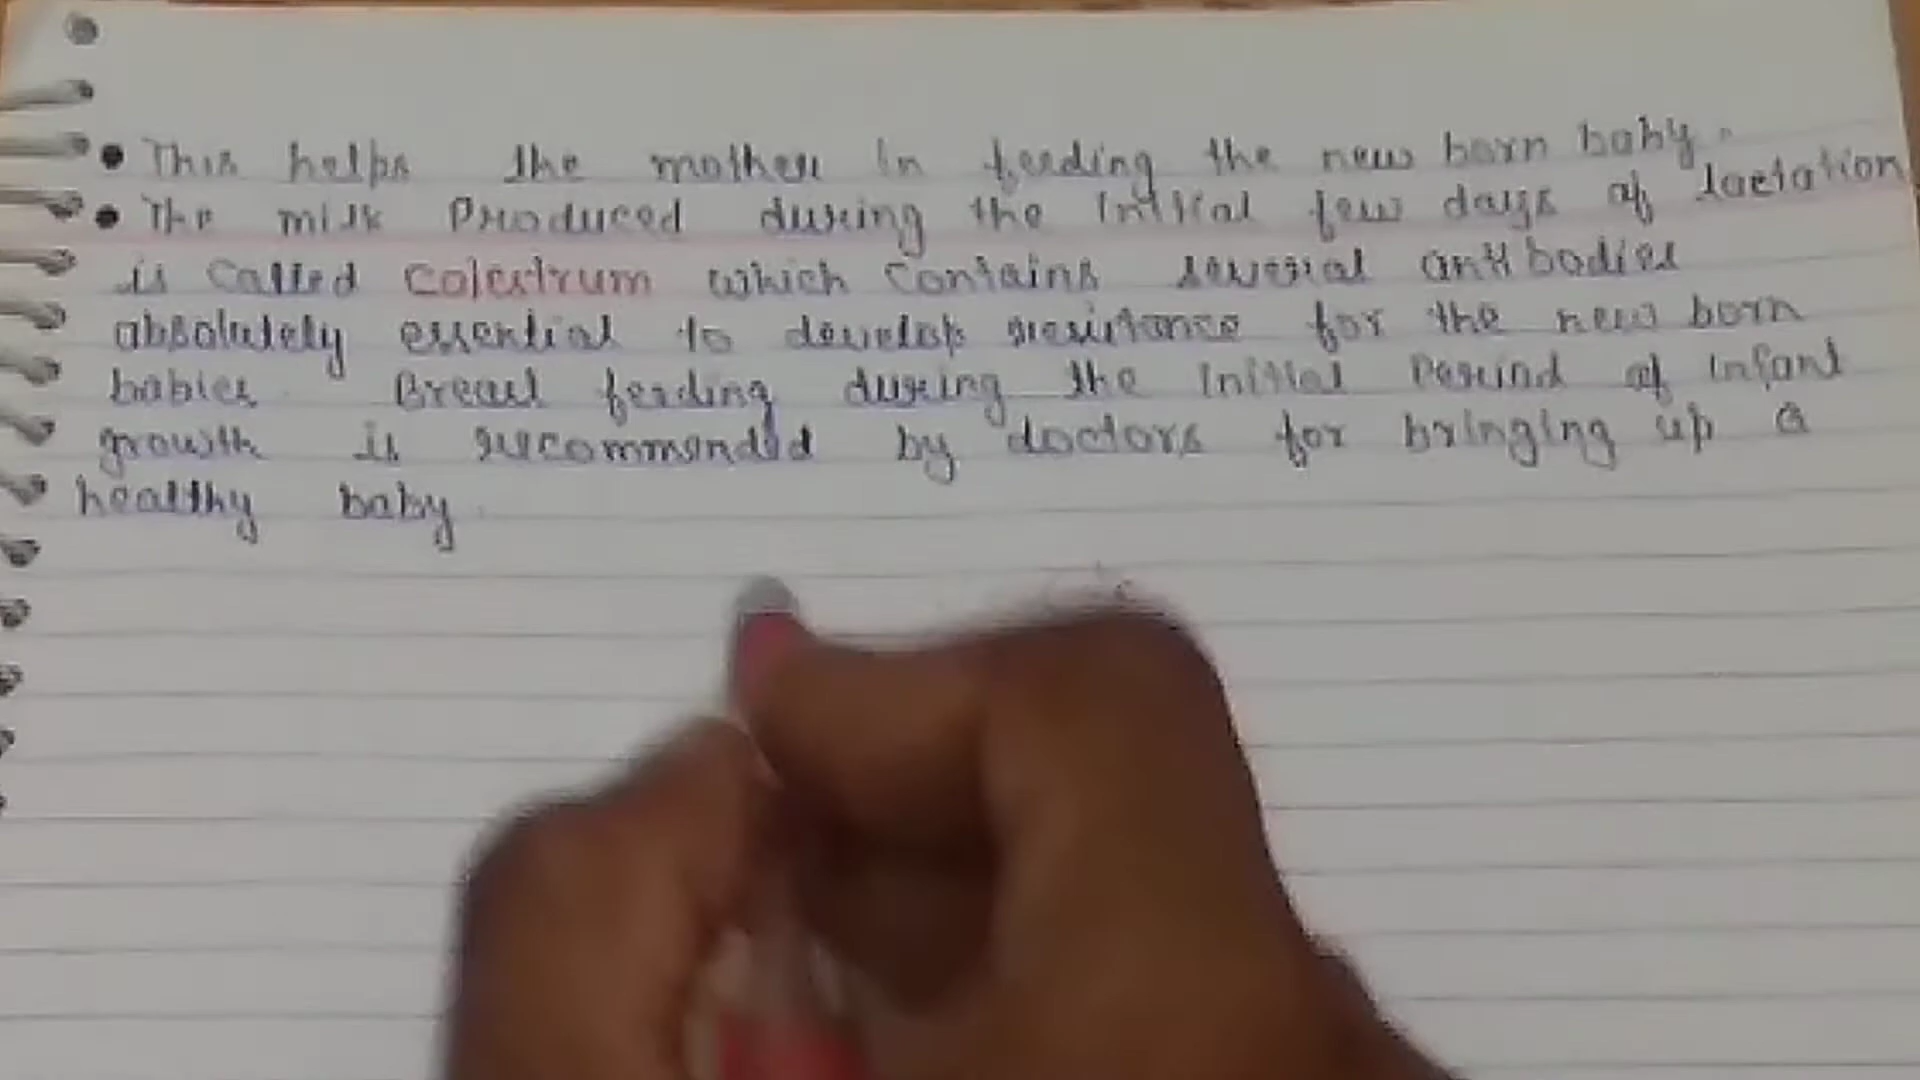 • This helps the mother in feeding the new born baby.
• The milk Produced during the initial few days of lactation
is called Colostrum which contains several antibodies
absolutely essential to develop resistance for the new born
babies. Breast feeding during the initial Period of infant
growth is recommended by doctors for bringing up a
healthy baby.